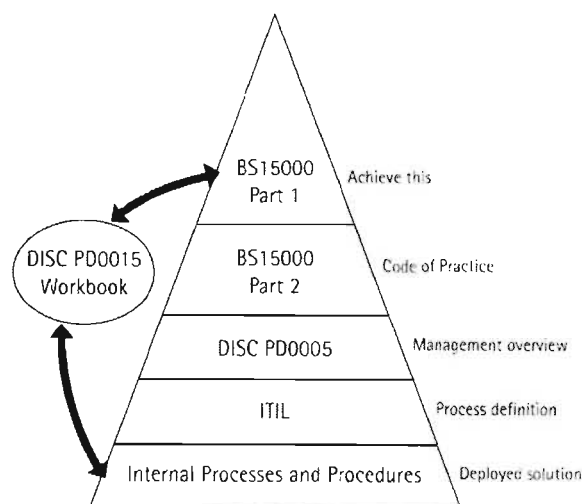 BS15000
Part 1
Achieve this
DISC PD0015
Workbook
BS15000
Part 2
Code of Practice
DISC PD0005
Management overview
ITIL
Process definition
Internal Processes and Procedures
Deployed solution